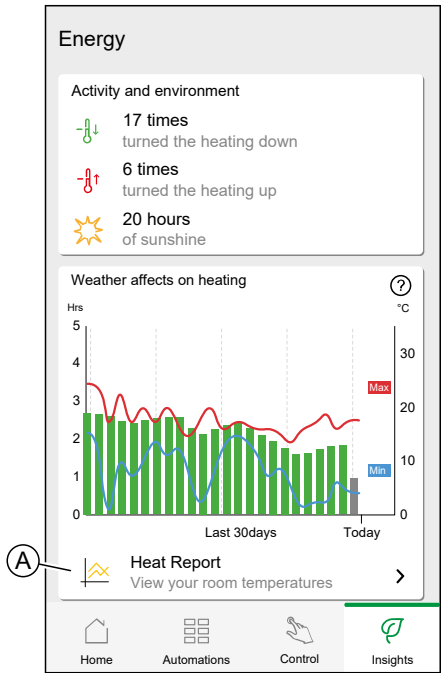 Energy
Activity and environment
17 times
turned the heating down
6 times
turned the heating up
20 hours
of sunshine
Weather affects on heating
?
Hrs
°C
5
4
3
2
1
0
30
20
10
0
Max
Min
Last 30days
Today
A
Heat Report
View your room temperatures
Home
Automations
Control
Insights